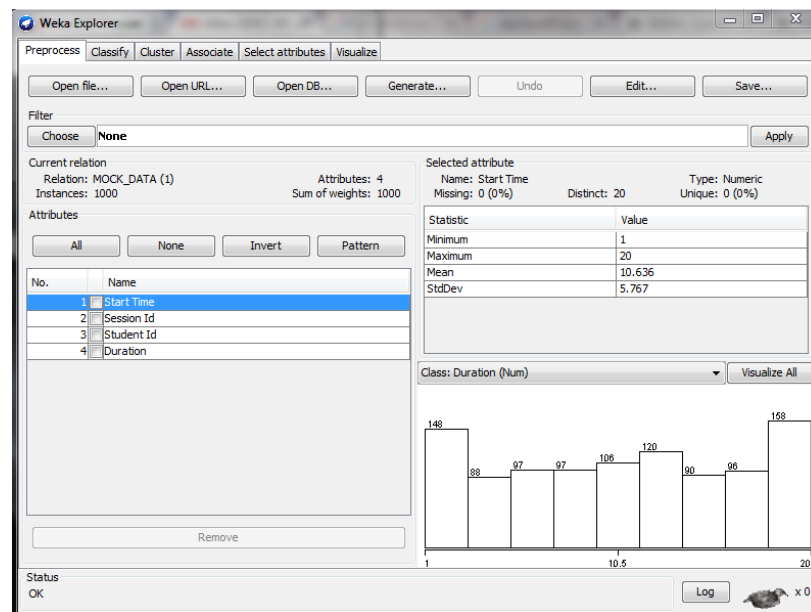 Weka Explorer
Preprocess Classify Cluster Associate Select attributes Visualize
Open file... Open URL... Open DB... Generate... Undo Edit... Save...
Filter
Choose None Apply
Current relation
Relation: MOCK_DATA (1) Attributes: 4
Instances: 1000 Sum of weights: 1000
Attributes
All None Invert Pattern
No. Name
1 Start Time
2 Session Id
3 Student Id
4 Duration
Remove
Selected attribute
Name: Start Time Type: Numeric
Missing: 0 (0%) Distinct: 20 Unique: 0 (0%)
Statistic Value
Minimum 1
Maximum 20
Mean 10.636
StdDev 5.767
Class: Duration (Num) Visualize All
148 88 97 97 106 120 90 96 158
1 10.5 20
Status
OK Log x 0